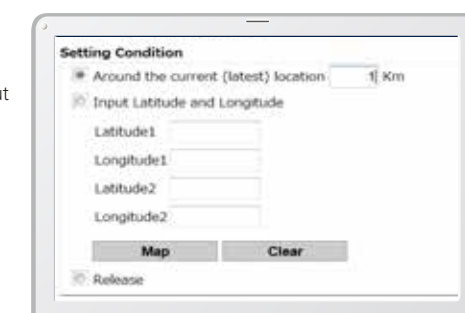 Setting Condition
Around the current (latest) location 1 Km
Input Latitude and Longitude
Latitude1
Longitude1
Latitude2
Longitude2
Map Clear
Release